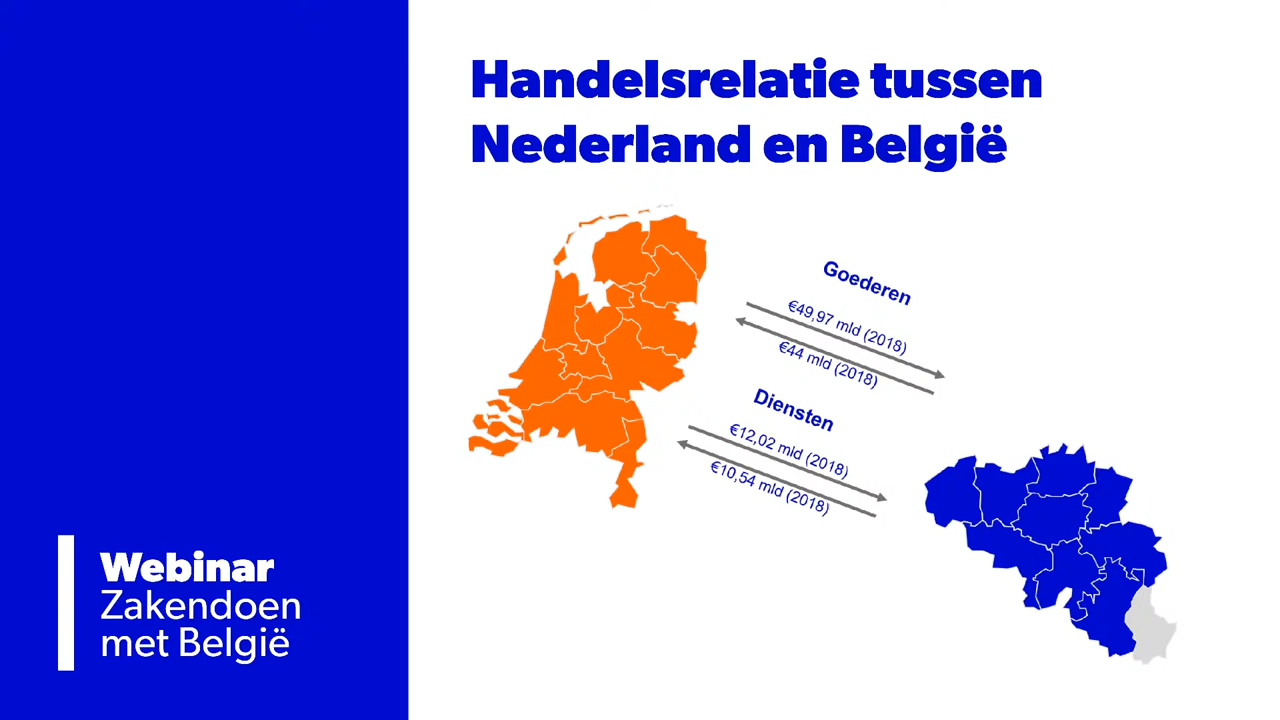 Handelsrelatie tussen
Nederland en België
Goederen
€49,97 mld (2018)
€44 mld (2018)
Diensten
€12,02 mld (2018)
€10,54 mld (2018)
Webinar
Zakendoen
met België